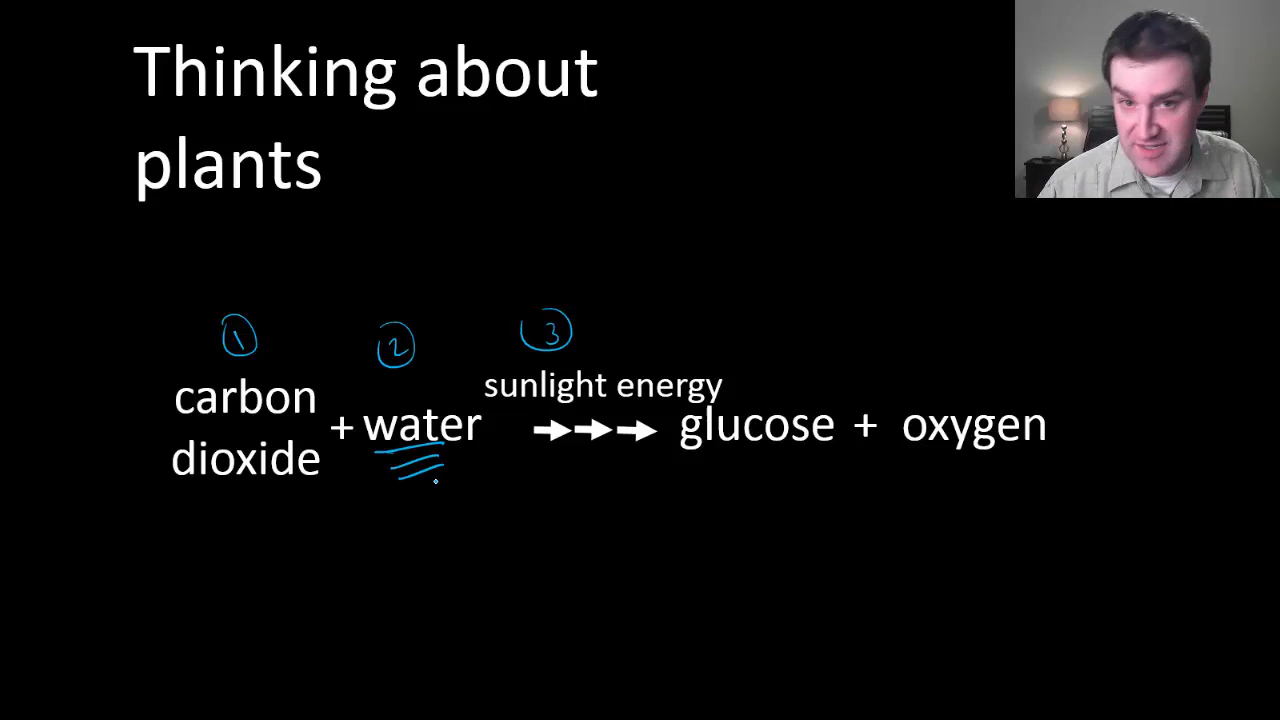 Thinking about
plants
1 2 3
sunlight energy
carbon
dioxide + water glucose + oxygen